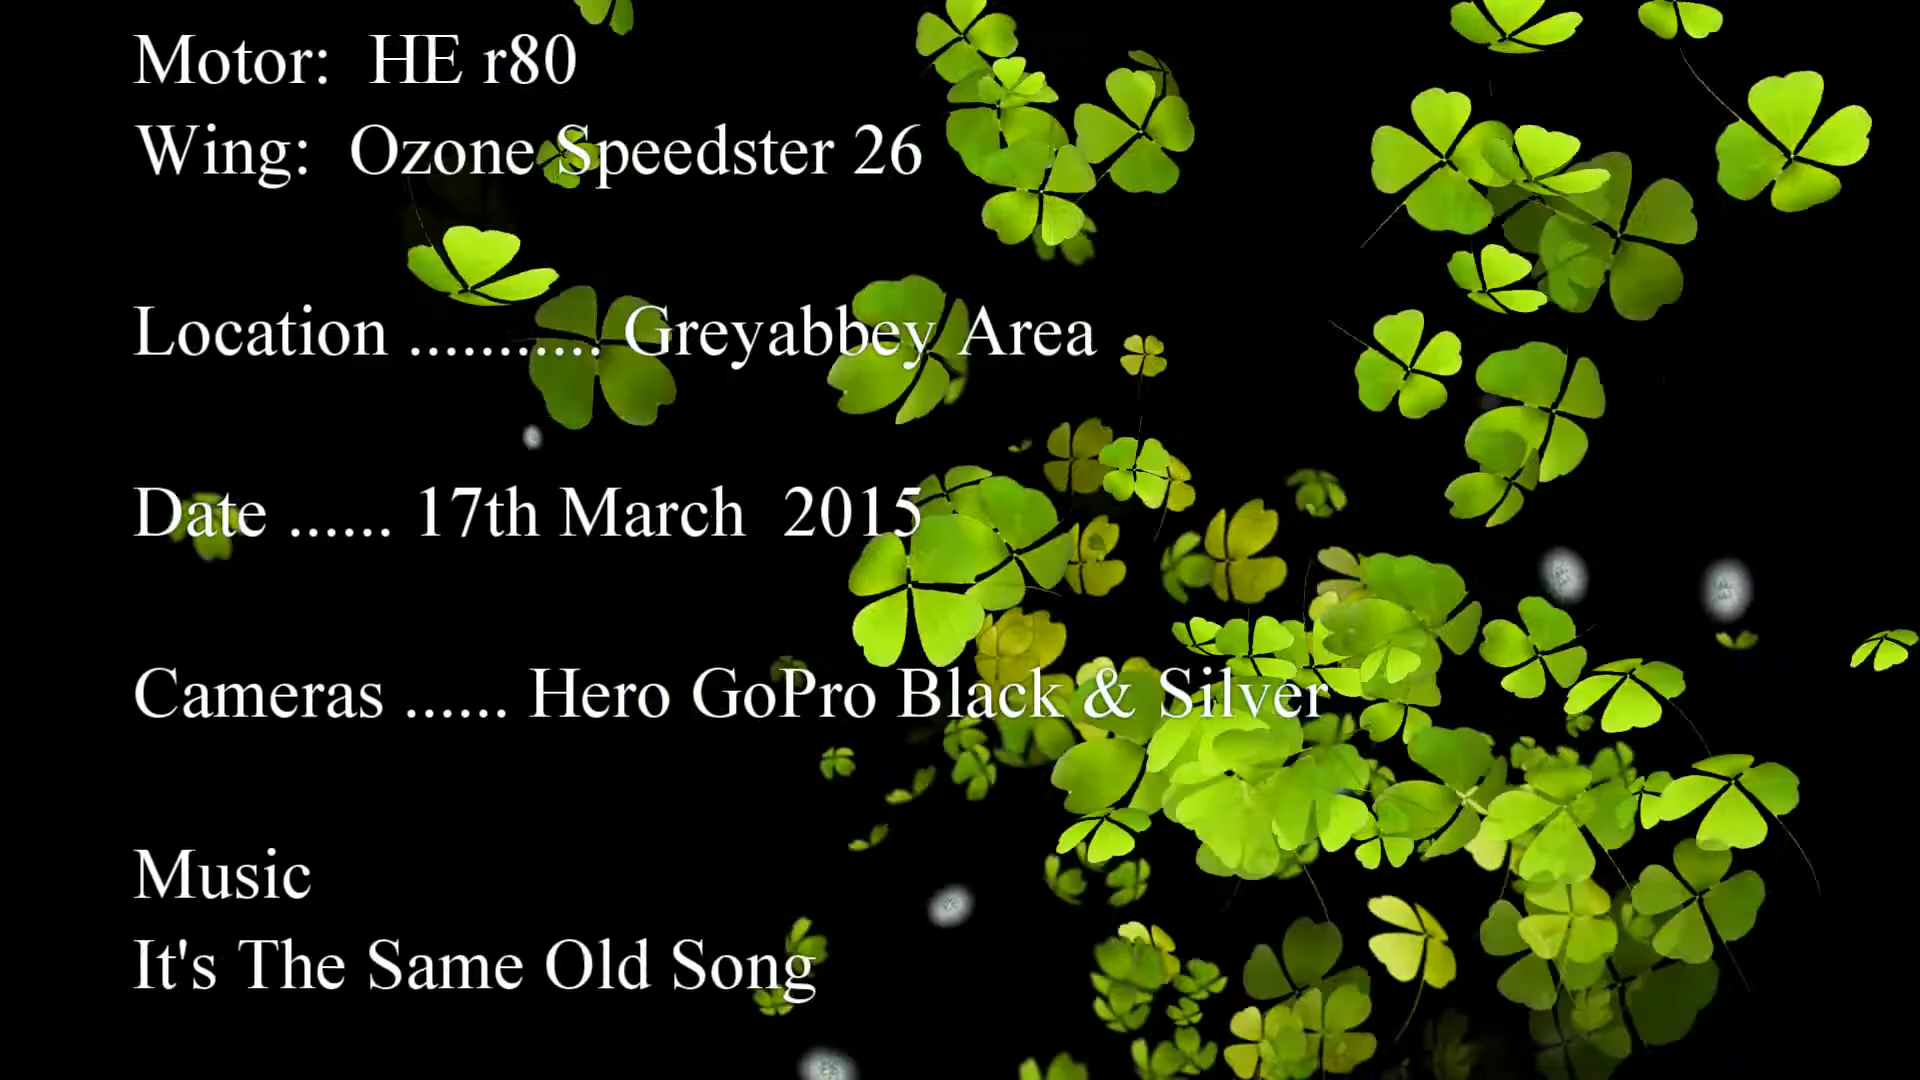 Motor:  HE r80
Wing:  Ozone Speedster 26
Location ........... Greyabbey Area
Date ...... 17th March  2015
Cameras ...... Hero GoPro Black & Silver
Music
It's The Same Old Song